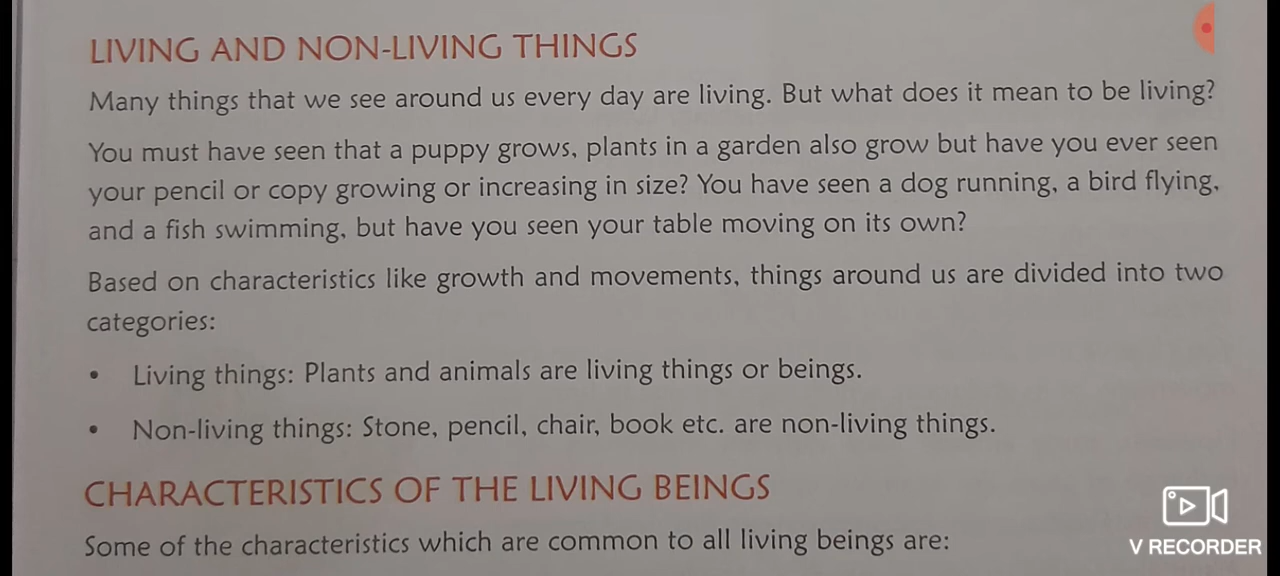 LIVING AND NON-LIVING THINGS
Many things that we see around us every day are living. But what does it mean to be living?
You must have seen that a puppy grows, plants in a garden also grow but have you ever seen
your pencil or copy growing or increasing in size? You have seen a dog running, a bird flying,
and a fish swimming, but have you seen your table moving on its own?
Based on characteristics like growth and movements, things around us are divided into two
categories:
• Living things: Plants and animals are living things or beings.
• Non-living things: Stone, pencil, chair, book etc. are non-living things.
CHARACTERISTICS OF THE LIVING BEINGS
Some of the characteristics which are common to all living beings are:
V RECORDER